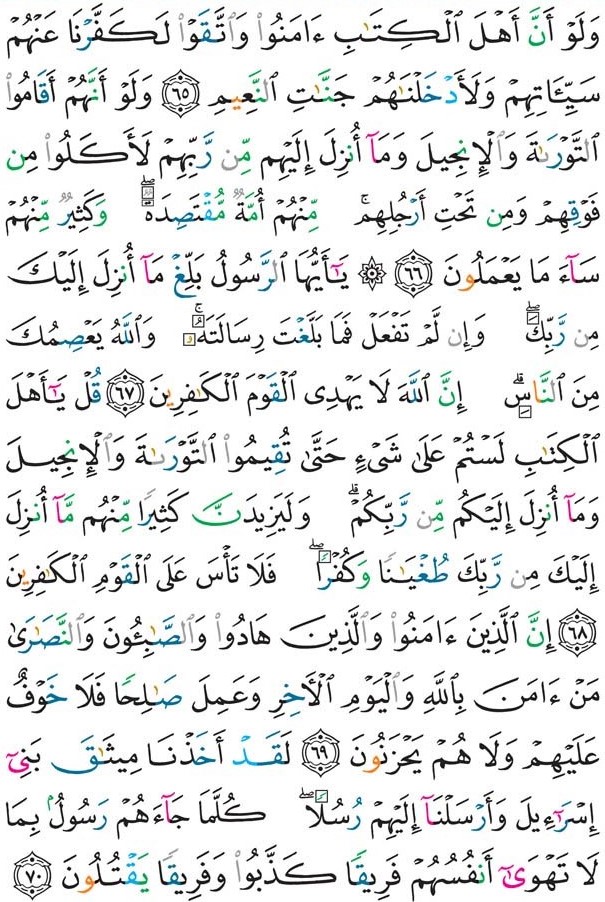 وَلَوْ أَنَّ أَهْلَ ٱلْكِتَٰبِ ءَامَنُوا۟ وَٱتَّقَوْا۟ لَكَفَّرْنَا عَنْهُمْ
سَيِّـَٔاتِهِمْ وَلَأَدْخَلْنَٰهُمْ جَنَّٰتِ ٱلنَّعِيمِ ٦٥ وَلَوْ أَنَّهُمْ أَقَامُوا۟
ٱلتَّوْرَىٰةَ وَٱلْإِنجِيلَ وَمَآ أُنزِلَ إِلَيْهِم مِّن رَّبِّهِمْ لَأَكَلُوا۟ مِن
فَوْقِهِمْ وَمِن تَحْتِ أَرْجُلِهِم ۚ مِّنْهُمْ أُمَّةٌ مُّقْتَصِدَةٌ ۖ وَكَثِيرٌ مِّنْهُمْ
سَآءَ مَا يَعْمَلُونَ ٦٦ ۞ يَٰٓأَيُّهَا ٱلرَّسُولُ بَلِّغْ مَآ أُنزِلَ إِلَيْكَ
مِن رَّبِّكَ ۖ وَإِن لَّمْ تَفْعَلْ فَمَا بَلَّغْتَ رِسَالَتَهُۥ ۚ وَٱللَّهُ يَعْصِمُكَ
مِنَ ٱلنَّاسِ ۗ إِنَّ ٱللَّهَ لَا يَهْدِى ٱلْقَوْمَ ٱلْكَٰفِرِينَ ٦٧ قُلْ يَٰٓأَهْلَ
ٱلْكِتَٰبِ لَسْتُمْ عَلَىٰ شَىْءٍ حَتَّىٰ تُقِيمُوا۟ ٱلتَّوْرَىٰةَ وَٱلْإِنجِيلَ
وَمَآ أُنزِلَ إِلَيْكُم مِّن رَّبِّكُمْ ۗ وَلَيَزِيدَنَّ كَثِيرًا مِّنْهُم مَّآ أُنزِلَ
إِلَيْكَ مِن رَّبِّكَ طُغْيَٰنًا وَكُفْرًا ۖ فَلَا تَأْسَ عَلَى ٱلْقَوْمِ ٱلْكَٰفِرِينَ
٦٨ إِنَّ ٱلَّذِينَ ءَامَنُوا۟ وَٱلَّذِينَ هَادُوا۟ وَٱلصَّٰبِـُٔونَ وَٱلنَّصَٰرَىٰ
مَنْ ءَامَنَ بِٱللَّهِ وَٱلْيَوْمِ ٱلْءَاخِرِ وَعَمِلَ صَٰلِحًا فَلَا خَوْفٌ
عَلَيْهِمْ وَلَا هُمْ يَحْزَنُونَ ٦٩ لَقَدْ أَخَذْنَا مِيثَٰقَ بَنِىٓ
إِسْرَٰٓءِيلَ وَأَرْسَلْنَآ إِلَيْهِمْ رُسُلًا ۖ كُلَّمَا جَآءَهُمْ رَسُولٌۢ بِمَا
لَا تَهْوَىٰٓ أَنفُسُهُمْ فَرِيقًا كَذَّبُوا۟ وَفَرِيقًا يَقْتُلُونَ ٧٠